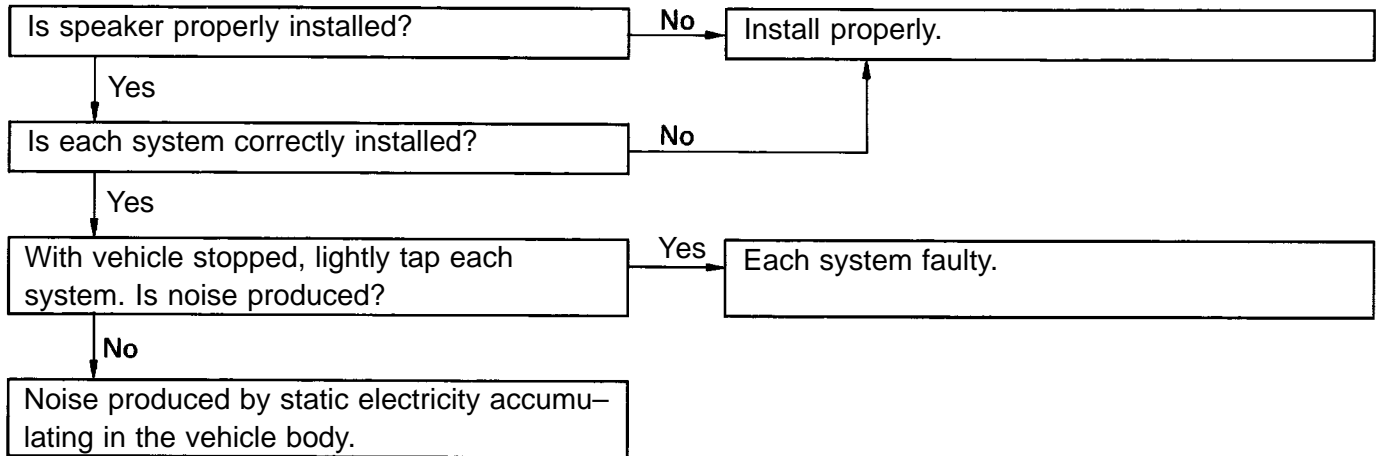 Is speaker properly installed?
No
Install properly.
Yes
Is each system correctly installed?
No
Yes
With vehicle stopped, lightly tap each
system. Is noise produced?
Yes
Each system faulty.
No
Noise produced by static electricity accumu–
lating in the vehicle body.